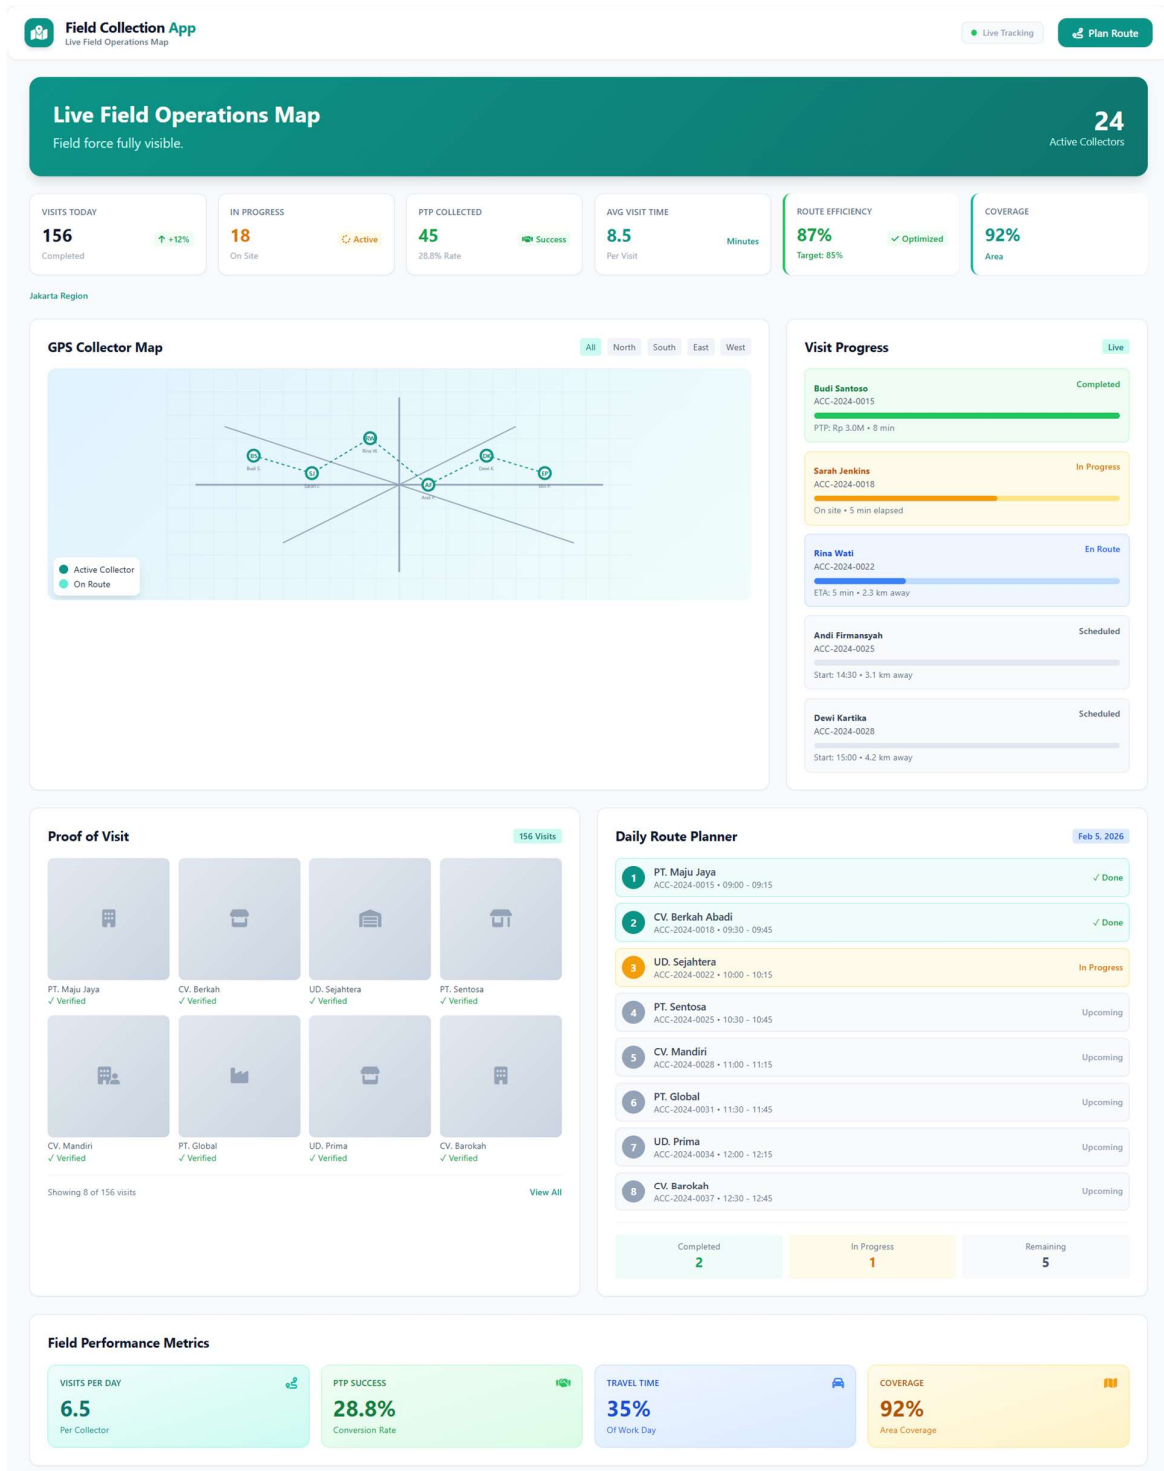 Field Collection App
Live Field Operations Map
Live Tracking
Plan Route
Live Field Operations Map
Field force fully visible.
24
Active Collectors
VISITS TODAY
156
Completed
+12%
IN PROGRESS
18
On Site
Active
PTP COLLECTED
45
28.8% Rate
Success
AVG VISIT TIME
8.5
Per Visit
Minutes
ROUTE EFFICIENCY
87%
Target: 85%
✓ Optimized
COVERAGE
92%
Area
Jakarta Region
GPS Collector Map
All
North
South
East
West
BS
Budi S.
SJ
RW
Rina W.
AF
Andi F.
DK
Dewi K.
EP
Active Collector
On Route
Visit Progress
Live
Budi Santoso
Completed
ACC-2024-0015
PTP: Rp 3.0M • 8 min
Sarah Jenkins
In Progress
ACC-2024-0018
On site • 5 min elapsed
Rina Wati
En Route
ACC-2024-0022
ETA: 5 min • 2.3 km away
Andi Firmansyah
Scheduled
ACC-2024-0025
Start: 14:30 • 3.1 km away
Dewi Kartika
Scheduled
ACC-2024-0028
Start: 15:00 • 4.2 km away
Proof of Visit
156 Visits
PT. Maju Jaya
✓ Verified
CV. Berkah
✓ Verified
UD. Sejahtera
✓ Verified
PT. Sentosa
✓ Verified
CV. Mandiri
✓ Verified
PT. Global
✓ Verified
UD. Prima
✓ Verified
CV. Barokah
✓ Verified
Showing 8 of 156 visits
View All
Daily Route Planner
Feb 5, 2026
1
PT. Maju Jaya
ACC-2024-0015 • 09:00 - 09:15
✓ Done
2
CV. Berkah Abadi
ACC-2024-0018 • 09:30 - 09:45
✓ Done
3
UD. Sejahtera
ACC-2024-0022 • 10:00 - 10:15
In Progress
4
PT. Sentosa
ACC-2024-0025 • 10:30 - 10:45
Upcoming
5
CV. Mandiri
ACC-2024-0028 • 11:00 - 11:15
Upcoming
6
PT. Global
ACC-2024-0031 • 11:30 - 11:45
Upcoming
7
UD. Prima
ACC-2024-0034 • 12:00 - 12:15
Upcoming
8
CV. Barokah
ACC-2024-0037 • 12:30 - 12:45
Upcoming
Completed
2
In Progress
1
Remaining
5
Field Performance Metrics
VISITS PER DAY
6.5
Per Collector
PTP SUCCESS
28.8%
Conversion Rate
TRAVEL TIME
35%
Of Work Day
COVERAGE
92%
Area Coverage